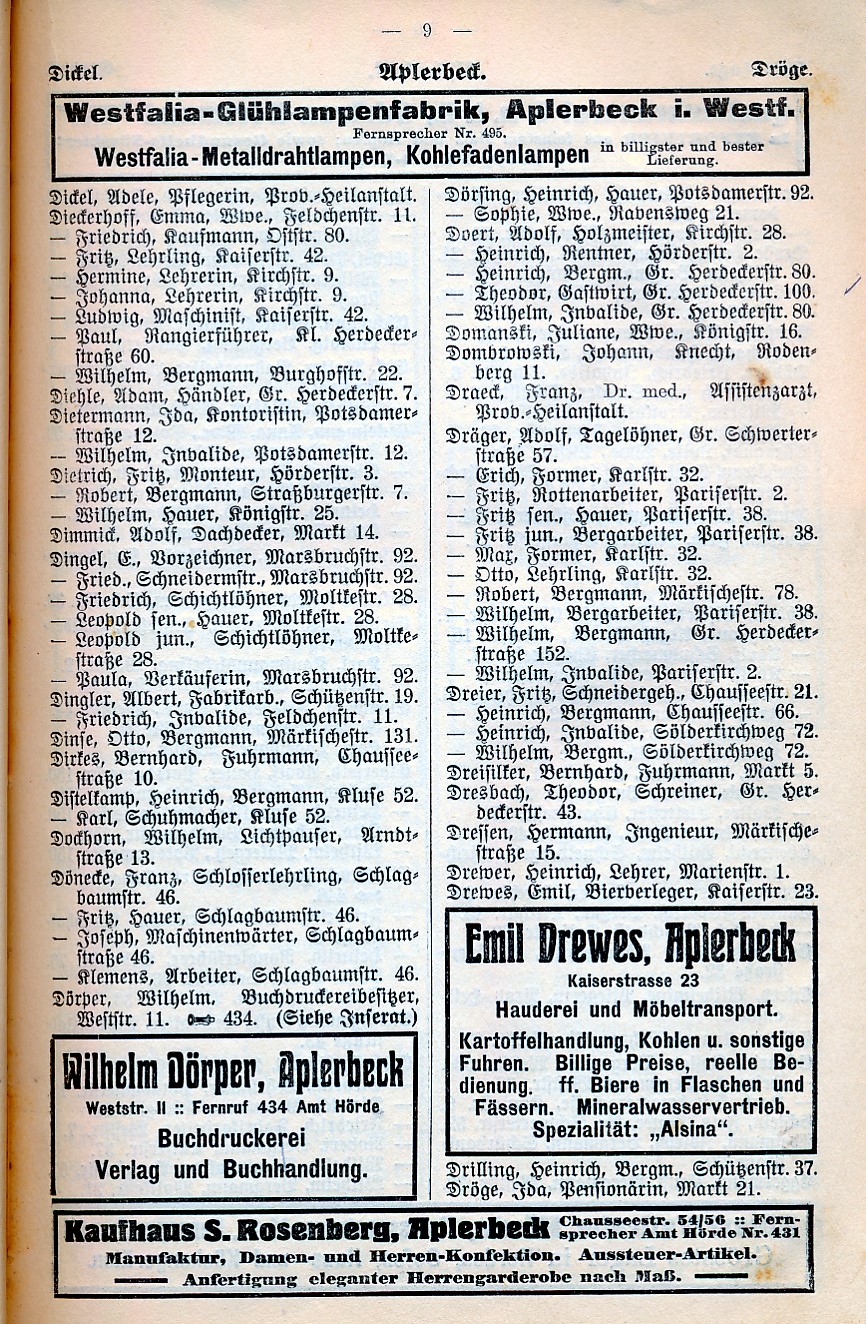 — 9 —
Dickel.
Aplerbeck.
Dröge.
Westfalia-Glühlampenfabrik, Aplerbeck i. Westf.
Fernsprecher Nr. 495.
Westfalia-Metalldrahtlampen, Kohlefadenlampen in billigster und bester
Lieferung.
Dickel, Adele, Pflegerin, Prov.-Heilanstalt.
Dieckerhoff, Emma, Wwe., Feldchenstr. 11.
— Friedrich, Kaufmann, Oststr. 80.
— Fritz, Lehrling, Kaiserstr. 42.
— Hermine, Lehrerin, Kirchstr. 9.
— Johanna, Lehrerin, Kirchstr. 9.
— Ludwig, Maschinist, Kaiserstr. 42.
— Paul, Rangierführer, Kl. Herdecker-
straße 60.
— Wilhelm, Bergmann, Burghofstr. 22.
Diehle, Adam, Händler, Gr. Herdeckerstr. 7.
Dietermann, Ida, Kontoristin, Potsdamer-
straße 12.
— Wilhelm, Invalide, Potsdamerstr. 12.
Dietrich, Fritz, Monteur, Hörderstr. 3.
— Robert, Bergmann, Straßburgerstr. 7.
— Wilhelm, Hauer, Königstr. 25.
Dimmick, Adolf, Dachdecker, Markt 14.
Dingel, E., Vorzeichner, Marsbruchstr. 92.
— Fried., Schneidermstr., Marsbruchstr. 92.
— Friedrich, Schichtlöhner, Moltkestr. 28.
— Leopold sen., Hauer, Moltkestr. 28.
— Leopold jun., Schichtlöhner, Moltke-
straße 28.
— Paula, Verkäuferin, Marsbruchstr. 92.
Dingler, Albert, Fabrikarb., Schützenstr. 19.
— Friedrich, Invalide, Feldchenstr. 11.
Dinse, Otto, Bergmann, Märkischestr. 131.
Dirkes, Bernhard, Fuhrmann, Chaussee-
straße 10.
Distelkamp, Heinrich, Bergmann, Kluse 52.
— Karl, Schuhmacher, Kluse 52.
Dockhorn, Wilhelm, Lichtpauser, Arndt-
straße 13.
Dönecke, Franz, Schlosserlehrling, Schlag-
baumstr. 46.
— Fritz, Hauer, Schlagbaumstr. 46.
— Joseph, Maschinenwärter, Schlagbaum-
straße 46.
— Klemens, Arbeiter, Schlagbaumstr. 46.
Dörper, Wilhelm, Buchdruckereibesitzer,
Weststr. 11. 434. (Siehe Inserat.)
Wilhelm Dörper, Aplerbeck
Weststr. II :: Fernruf 434 Amt Hörde
Buchdruckerei
Verlag und Buchhandlung.
Dörsing, Heinrich, Hauer, Potsdamerstr. 92.
— Sophie, Wwe., Rabensweg 21.
Doert, Adolf, Holzmeister, Kirchstr. 28.
— Heinrich, Rentner, Hörderstr. 2.
— Heinrich, Bergm., Gr. Herdeckerstr. 80.
— Theodor, Gastwirt, Gr. Herdeckerstr. 100.
— Wilhelm, Invalide, Gr. Herdeckerstr. 80.
Domanski, Juliane, Wwe., Königstr. 16.
Dombrowski, Johann, Knecht, Roden-
berg 11.
Draeck, Franz, Dr. med., Assistenzarzt,
Prov.-Heilanstalt.
Dräger, Adolf, Tagelöhner, Gr. Schwerter-
straße 57.
— Erich, Former, Karlstr. 32.
— Fritz, Rottenarbeiter, Pariserstr. 2.
— Fritz sen., Hauer, Pariserstr. 38.
— Fritz jun., Bergarbeiter, Pariserstr. 38.
— Max, Former, Karlstr. 32.
— Otto, Lehrling, Karlstr. 32.
— Robert, Bergmann, Märkischestr. 78.
— Wilhelm, Bergarbeiter, Pariserstr. 38.
— Wilhelm, Bergmann, Gr. Herdecker-
straße 152.
— Wilhelm, Invalide, Pariserstr. 2.
Dreier, Fritz, Schneidergeh., Chausseestr. 21.
— Heinrich, Bergmann, Chausseestr. 66.
— Heinrich, Invalide, Sölderkirchweg 72.
— Wilhelm, Bergm., Sölderkirchweg 72.
Dreisilker, Bernhard, Fuhrmann, Markt 5.
Dresbach, Theodor, Schreiner, Gr. Her-
deckerstr. 43.
Dressen, Hermann, Ingenieur, Märkische-
straße 15.
Drewer, Heinrich, Lehrer, Marienstr. 1.
Drewes, Emil, Bierverleger, Kaiserstr. 23.
Emil Drewes, Aplerbeck
Kaiserstrasse 23
Hauderei und Möbeltransport.
Kartoffelhandlung, Kohlen u. sonstige
Fuhren. Billige Preise, reelle Be-
dienung. ff. Biere in Flaschen und
Fässern. Mineralwasservertrieb.
Spezialität: „Alsina“.
Drilling, Heinrich, Bergm., Schützenstr. 37.
Dröge, Ida, Pensionärin, Markt 21.
Kaufhaus S. Rosenberg, Aplerbeck Chausseestr. 54/56 :: Fern-
sprecher Amt Hörde Nr. 431
Manufaktur, Damen- und Herren-Konfektion. Aussteuer-Artikel.
— Anfertigung eleganter Herrengarderobe nach Maß. —